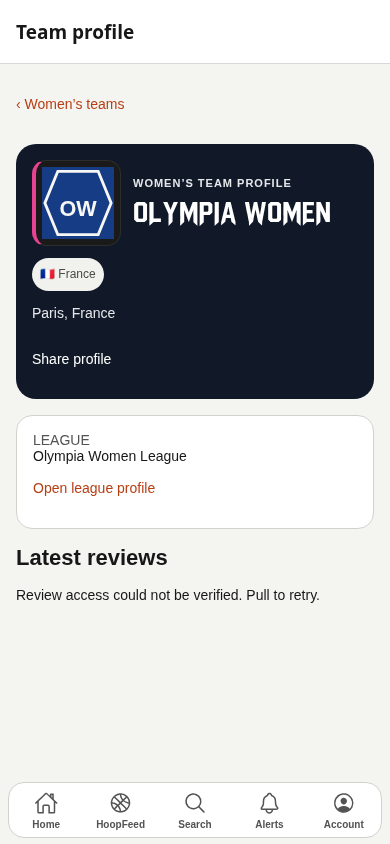 Team profile
‹ Women’s teams
OW
WOMEN’S TEAM PROFILE
OLYMPIA WOMEN
🇫🇷 France
Paris, France
Share profile
LEAGUE
Olympia Women League
Open league profile
Latest reviews
Review access could not be verified. Pull to retry.
Home HoopFeed Search Alerts Account